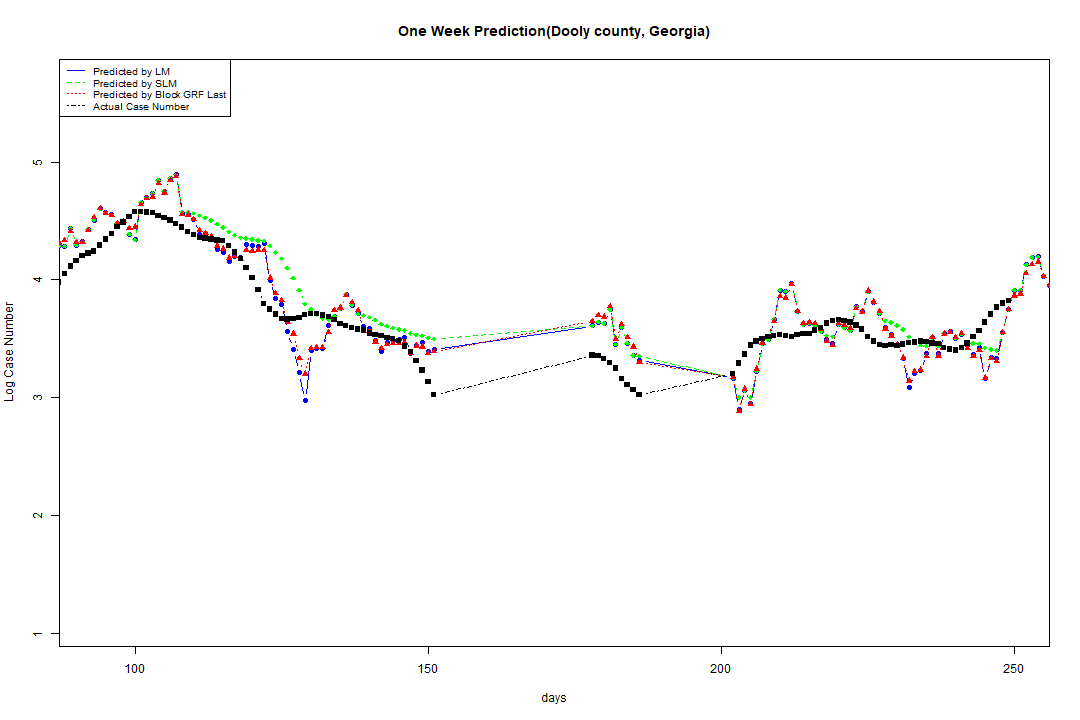 One Week Prediction(Dooly county, Georgia)
Predicted by LM
Predicted by SLM
Predicted by Block GRF Last
Actual Case Number
5
4
3
2
1
Log Case Number
100 150 200 250
days